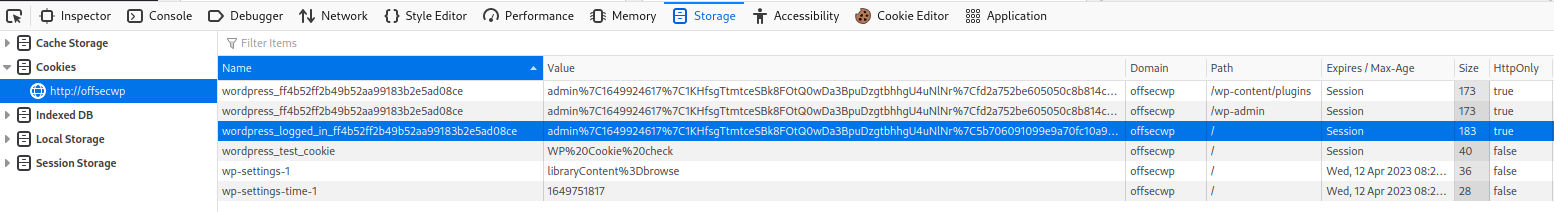 Inspector Console Debugger Network Style Editor Performance Memory Storage Accessibility Cookie Editor Application
Cache Storage
Cookies
http://offsecwp
Indexed DB
Local Storage
Session Storage
Filter Items
Name Value Domain Path Expires / Max-Age Size HttpOnly
wordpress_ff4b52ff2b49b52aa99183b2e5ad08ce admin%7C1649924617%7C1KHfsgTtmtceSBk8FOtQ0wDa3BpuDzgtbhhgU4uNlNr%7Cfd2a752be605050c8b814c... offsecwp /wp-content/plugins Session 173 true
wordpress_ff4b52ff2b49b52aa99183b2e5ad08ce admin%7C1649924617%7C1KHfsgTtmtceSBk8FOtQ0wDa3BpuDzgtbhhgU4uNlNr%7Cfd2a752be605050c8b814c... offsecwp /wp-admin Session 173 true
wordpress_logged_in_ff4b52ff2b49b52aa99183b2e5ad08ce admin%7C1649924617%7C1KHfsgTtmtceSBk8FOtQ0wDa3BpuDzgtbhhgU4uNlNr%7C5b706091099e9a70fc10a9... offsecwp / Session 183 true
wordpress_test_cookie WP%20Cookie%20check offsecwp / Session 40 false
wp-settings-1 libraryContent%3Dbrowse offsecwp / Wed, 12 Apr 2023 08:2... 36 false
wp-settings-time-1 1649751817 offsecwp / Wed, 12 Apr 2023 08:2... 28 false